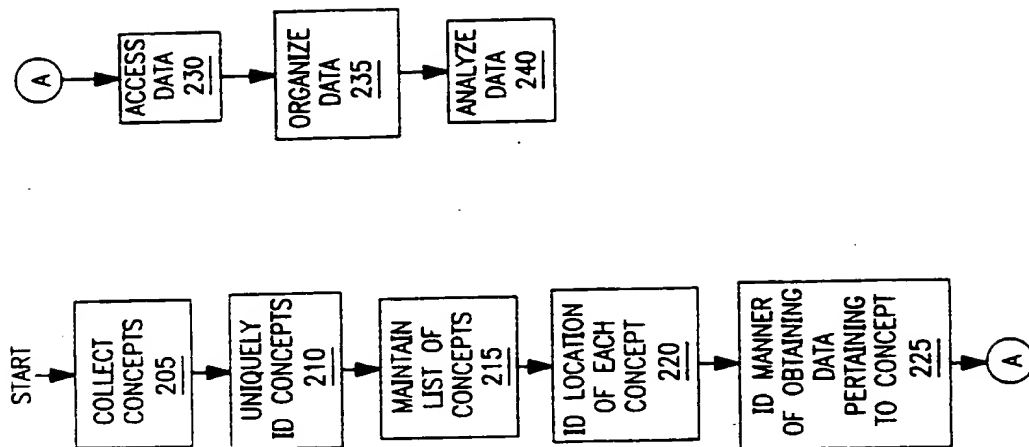 START
COLLECT
CONCEPTS
205
UNIQUELY
ID CONCEPTS
210
MAINTAIN
LIST OF
CONCEPTS
215
ID LOCATION
OF EACH
CONCEPT
220
ID MANNER
OF OBTAINING
DATA
PERTAINING
TO CONCEPT
225
A
A
ACCESS
DATA
230
ORGANIZE
DATA
235
ANALYZE
DATA
240